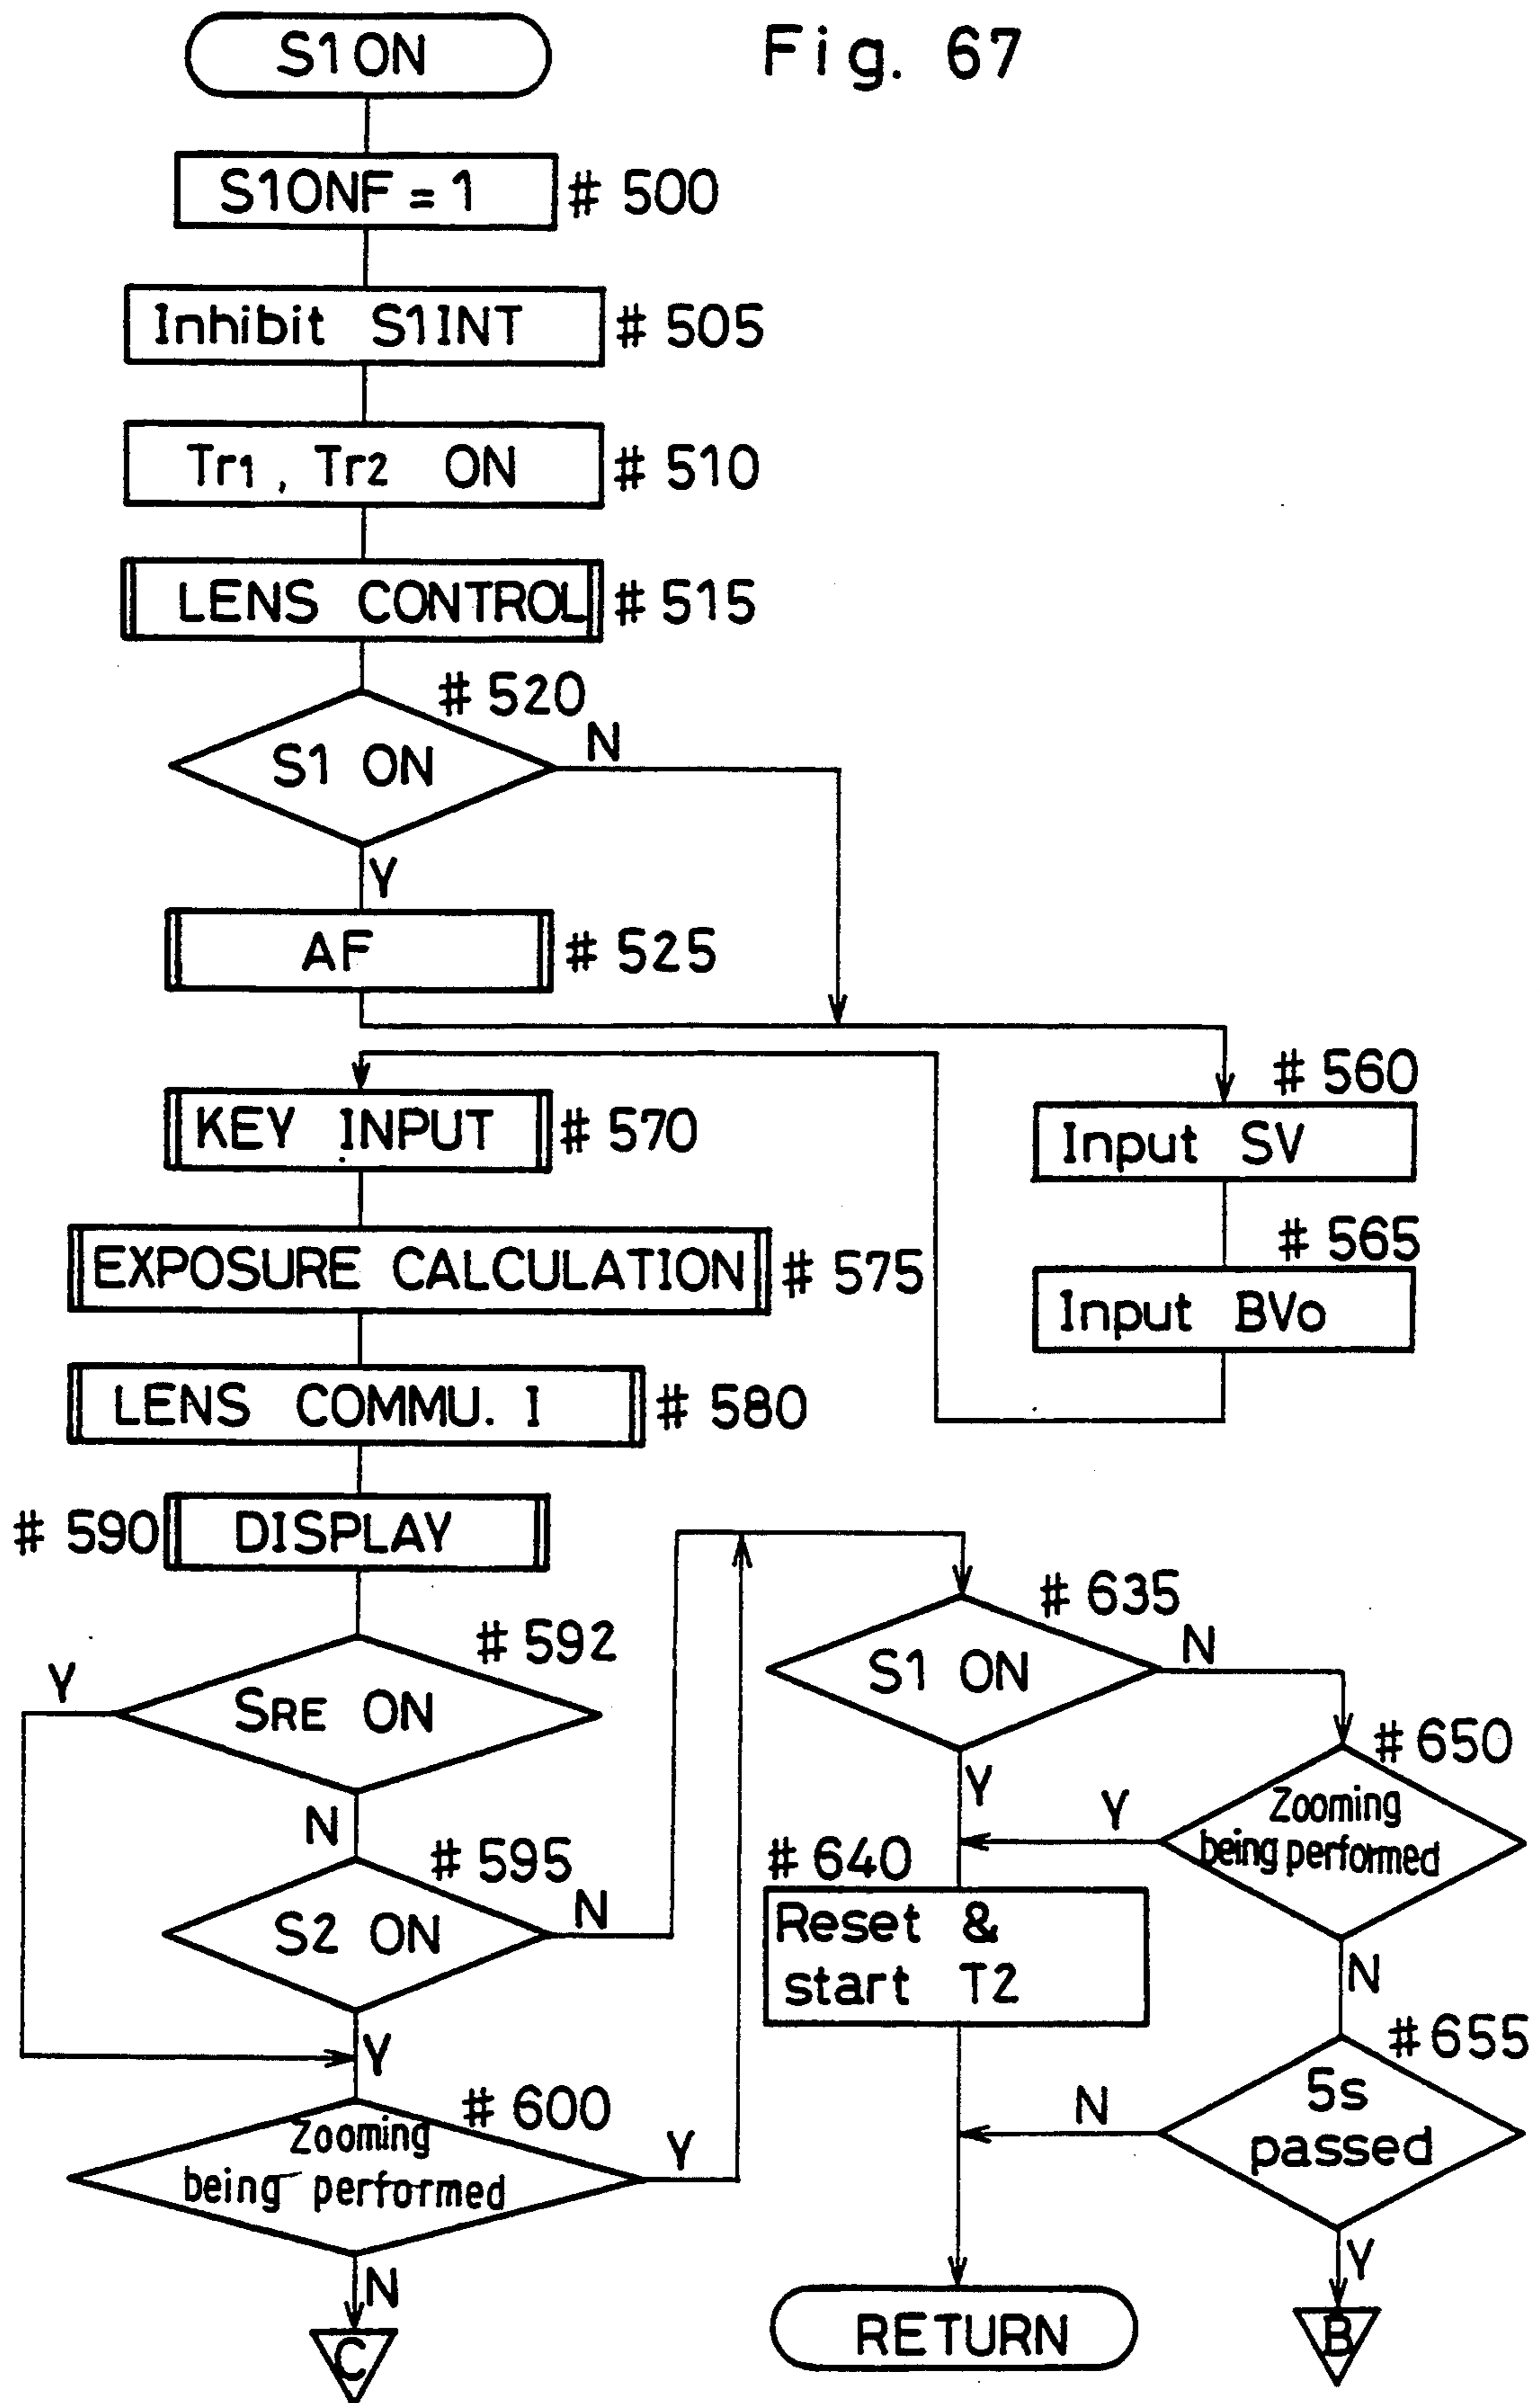 Fig. 67
S1 ON
S1ONF = 1 # 500
Inhibit S1INT # 505
Tr1, Tr2 ON # 510
LENS CONTROL # 515
# 520
S1 ON
N
Y
AF # 525
# 560
Input SV
# 565
Input BVo
KEY INPUT # 570
EXPOSURE CALCULATION # 575
LENS COMMU. I # 580
# 590 DISPLAY
# 592
SRE ON
Y
N
# 595
S2 ON
N
Y
# 600
Zooming
being performed
Y
N
C
# 635
S1 ON
N
Y
# 650
Zooming
being performed
Y
N
# 640
Reset &
start T2
# 655
5s
passed
N
Y
RETURN
B